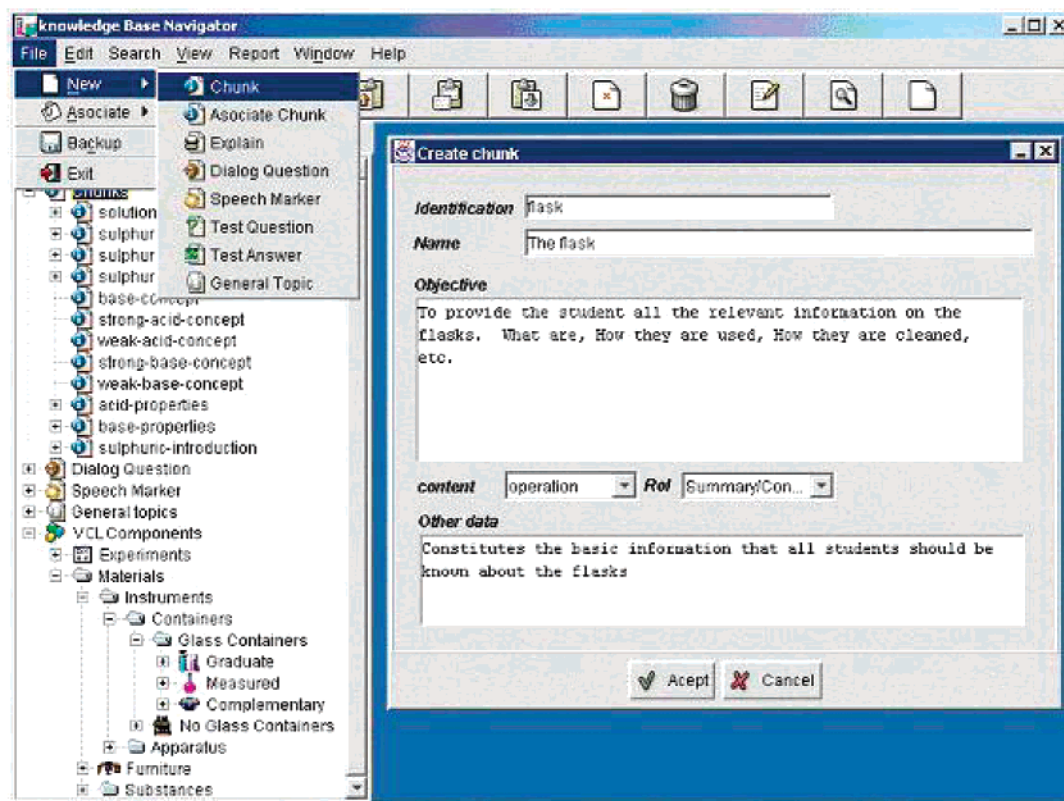 knowledge Base Navigator
File Edit Search View Report Window Help
New
Asociate
Backup
Exit
Chunk
Asociate Chunk
Explain
Dialog Question
Speech Marker
Test Question
Test Answer
General Topic
Chunks
solution
sulphur
sulphur
sulphur
base-concept
strong-acid-concept
weak-acid-concept
strong-base-concept
weak-base-concept
acid-properties
base-properties
sulphuric-introduction
Dialog Question
Speech Marker
General topics
VCL Components
Experiments
Materials
Instruments
Containers
Glass Containers
Graduate
Measured
Complementary
No Glass Containers
Apparatus
Furniture
Substances
Create chunk
Identification flask
Name The flask
Objective
To provide the student all the relevant information on the
flasks. What are, How they are used, How they are cleaned,
etc.
content operation Rol Summary/Con...
Other data
Constitutes the basic information that all students should be
known about the flasks
Acept Cancel